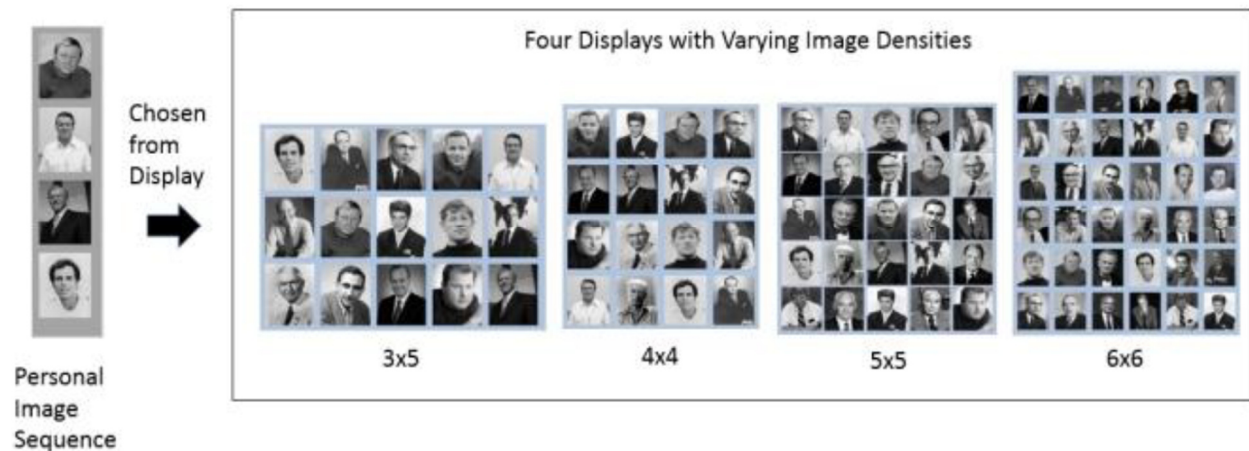 Four Displays with Varying Image Densities
Chosen
from
Display
3x5
4x4
5x5
6x6
Personal
Image
Sequence